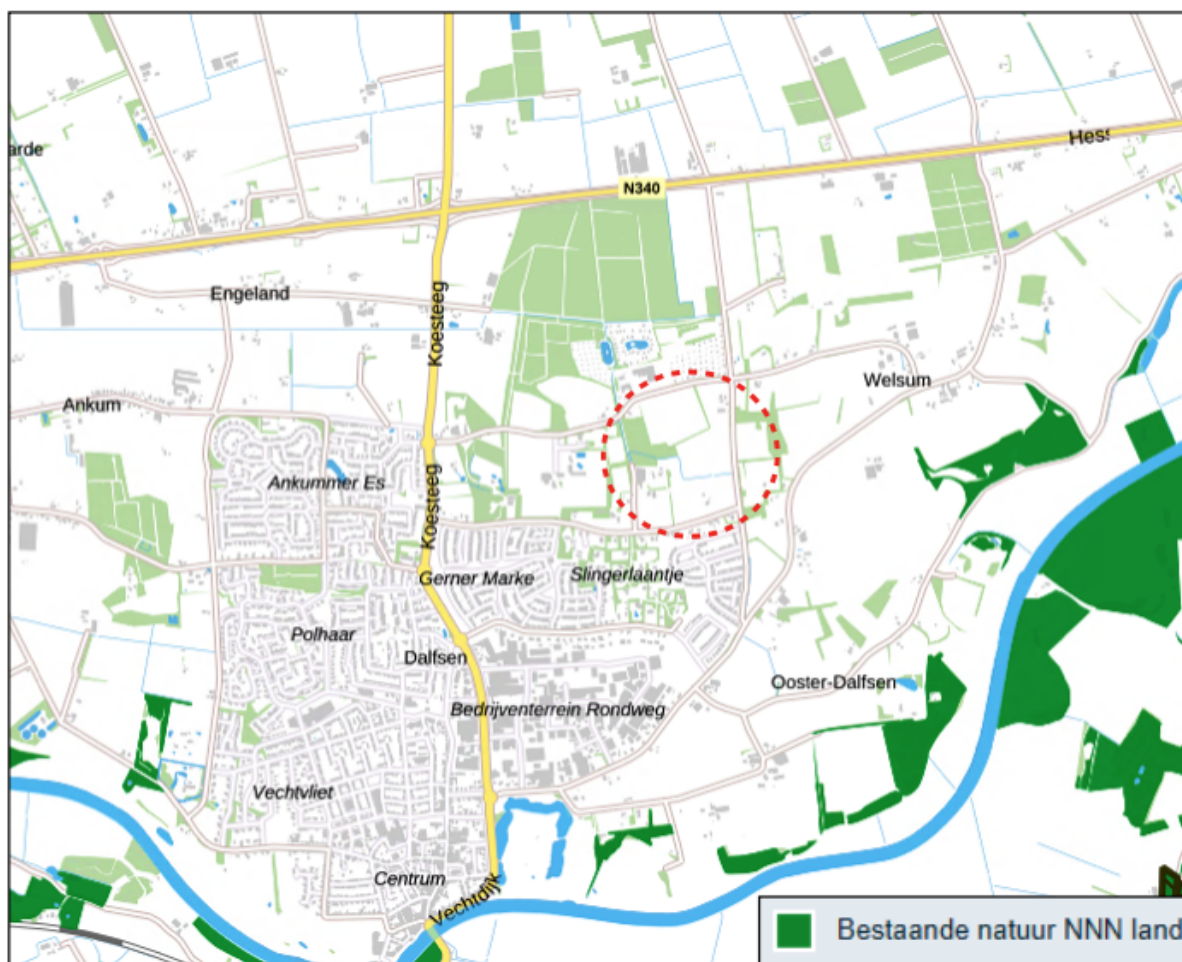 arde
Hess
N340
Engeland
Koesteeg
Welsum
Ankum
Ankummer Es
Koesteeg
Gerner Marke
Slingerlaantje
Polhaar
Dalfsen
Ooster-Dalfsen
Bedrijventerrein Rondweg
Vechtvliet
Centrum
Vechtdijk
Bestaande natuur NNN land